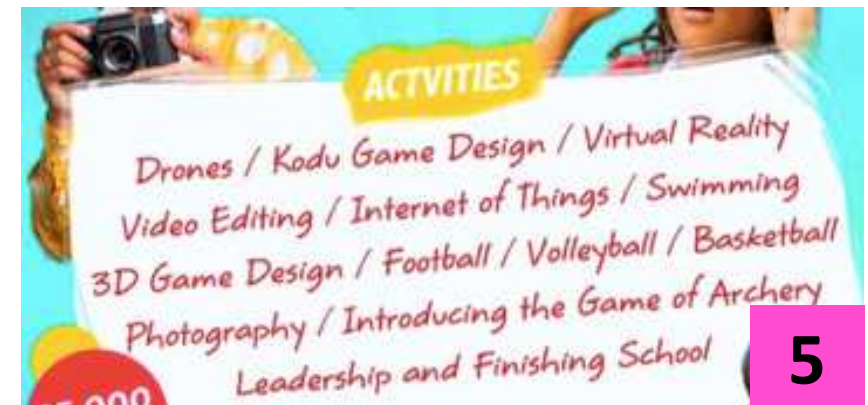 ACTVITIES
Drones / Kodu Game Design / Virtual Reality
Video Editing / Internet of Things / Swimming
3D Game Design / Football / Volleyball / Basketball
Photography / Introducing the Game of Archery
Leadership and Finishing School
5